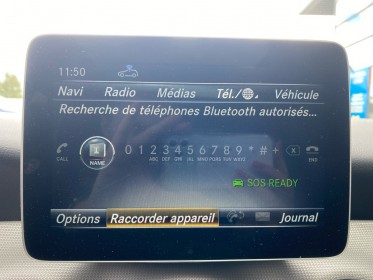 11:50
Navi Radio Médias Tél./ Véhicule
Recherche de téléphones Bluetooth autorisés...
0 1 2 3 4 5 6 7 8 9 * # +
CALL NAME ABC DEF GHI JKL MNO PQRS TUV WXYZ END
SOS READY
Options Raccorder appareil Journal